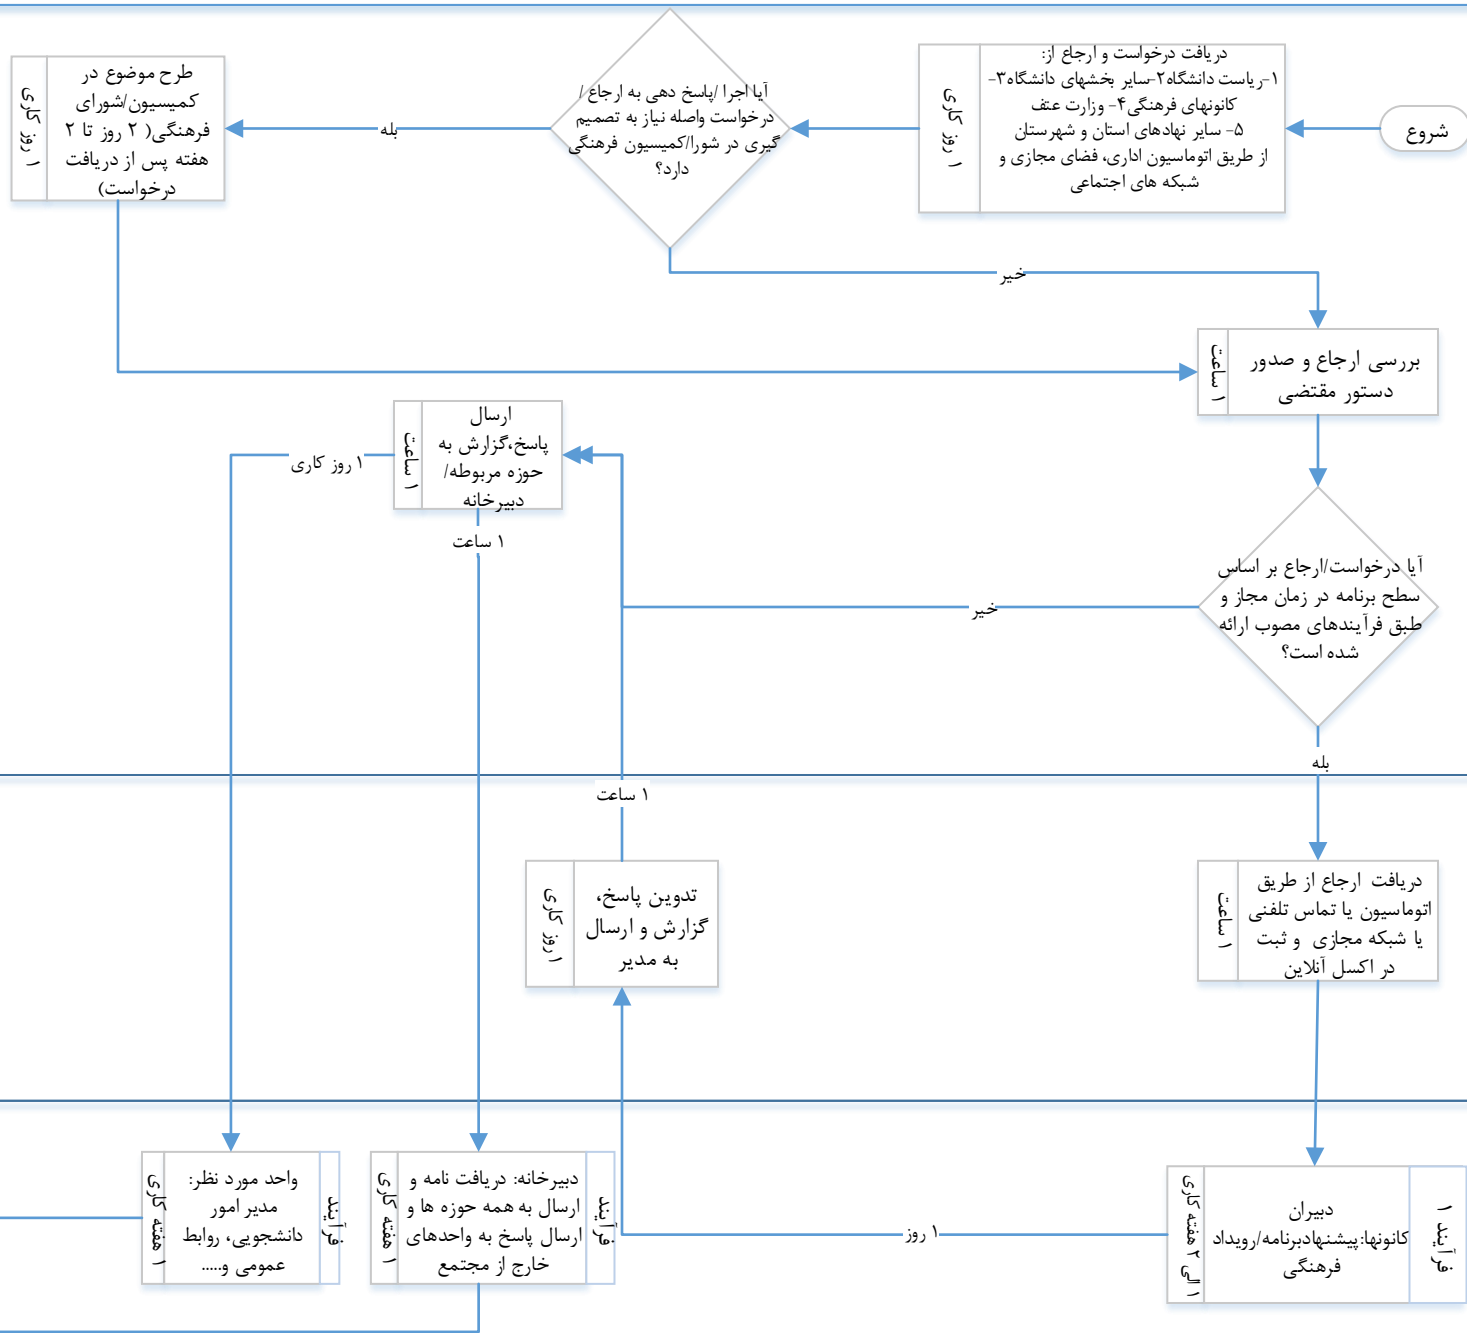 شروع
دریافت درخواست و ارجاع از:
۱-ریاست دانشگاه۲-سایر بخشهای دانشگاه۳-
کانونهای فرهنگی۴- وزارت عتف
۵- سایر نهادهای استان و شهرستان
از طریق اتوماسیون اداری، فضای مجازی و
شبکه های اجتماعی
۱ روز کاری
آیا اجرا /پاسخ دهی به ارجاع /
درخواست واصله نیاز به تصمیم
گیری در شورا/کمیسیون فرهنگی
دارد؟
بله
طرح موضوع در
کمیسیون/شورای
فرهنگی( ۲ روز تا ۲
هفته پس از دریافت
درخواست)
۱ روز کاری
خیر
بررسی ارجاع و صدور
دستور مقتضی
۱ ساعت
ارسال
پاسخ،گزارش به
حوزه مربوطه/
دبیرخانه
۱ ساعت
۱ روز کاری
۱ ساعت
آیا درخواست/ارجاع بر اساس
سطح برنامه در زمان مجاز و
طبق فرآیندهای مصوب ارائه
شده است؟
خیر
بله
۱ ساعت
دریافت ارجاع از طریق
اتوماسیون یا تماس تلفنی
یا شبکه مجازی و ثبت
در اکسل آنلاین
۱ ساعت
تدوین پاسخ،
گزارش و ارسال
به مدیر
۱ روز کاری
فرآیند ۱
دبیران
کانونها:پیشنهادبرنامه/رویداد
فرهنگی
۱ الی ۲ هفته کاری
۱ روز
فرآیند
دبیرخانه: دریافت نامه و
ارسال به همه حوزه ها و
ارسال پاسخ به واحدهای
خارج از مجتمع
۱ هفته کاری
فرآیند
واحد مورد نظر:
مدیر امور
دانشجویی، روابط
عمومی و.....
۱ هفته کاری